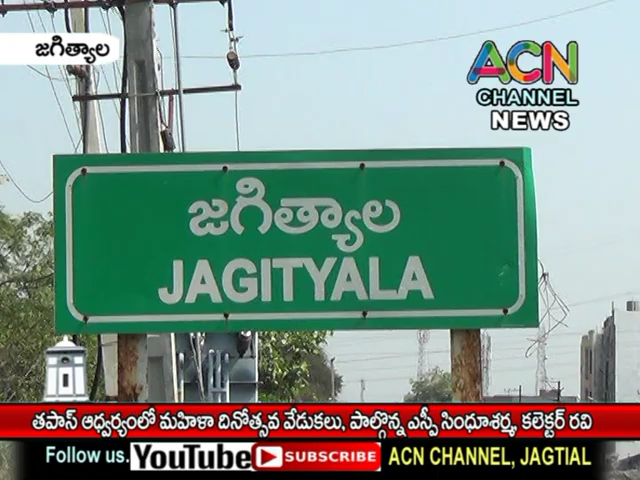 జగిత్యాల
ACN
CHANNEL
NEWS
జగిత్యాల
JAGITYALA
తపాస్ ఆధ్వర్యంలో మహిళా దినోత్సవ వేడుకలు, పాల్గొన్న ఎస్పీ సింధూశర్మ, కలెక్టర్ రవి
Follow us. YouTube SUBSCRIBE ACN CHANNEL, JAGTIAL